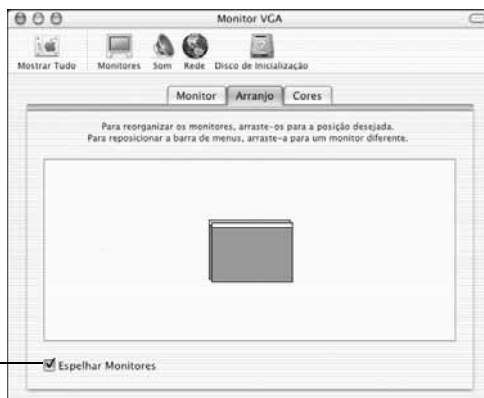 Monitor VGA
Mostrar Tudo Monitores Som Rede Disco de Inicialização
Monitor Arranjo Cores
Para reorganizar os monitores, arraste-os para a posição desejada.
Para reposicionar a barra de menus, arraste-a para um monitor diferente.
Espelhar Monitores